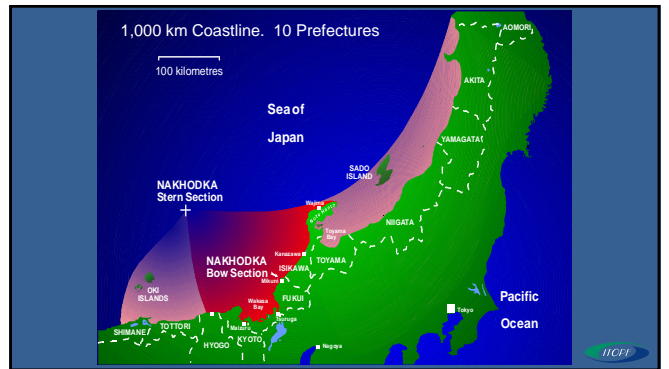 1,000 km Coastline. 10 Prefectures
100 kilometres
AOMORI
AKITA
Sea of
Japan
YAMAGATA
SADO
ISLAND
NAKHODKA
Stern Section
Wajima
NIIGATA
Toyama
Bay
NAKHODKA
Bow Section
Kanazawa
TOYAMA
ISIKAWA
Mikuni
OKI
ISLANDS
Wakasa
Bay
FUKUI
Tsuruga
Pacific
Ocean
Tokyo
SHIMANE
TOTTORI
Maizuru
HYOGO
KYOTO
Nagoya
ITOPF